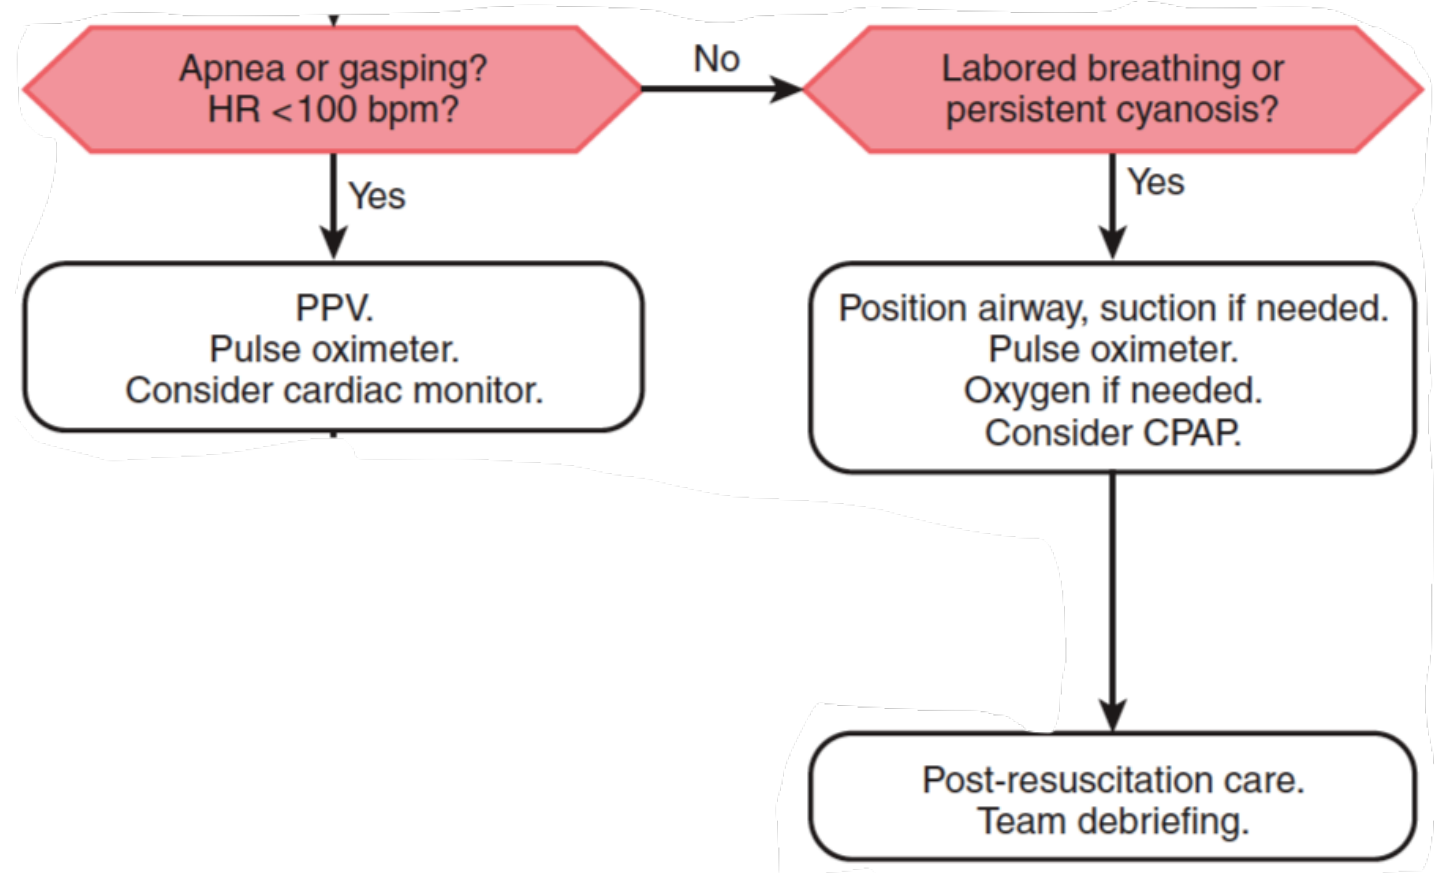 Apnea or gasping?
HR <100 bpm?
No
Labored breathing or
persistent cyanosis?
Yes
Yes
PPV.
Pulse oximeter.
Consider cardiac monitor.
Position airway, suction if needed.
Pulse oximeter.
Oxygen if needed.
Consider CPAP.
Post-resuscitation care.
Team debriefing.